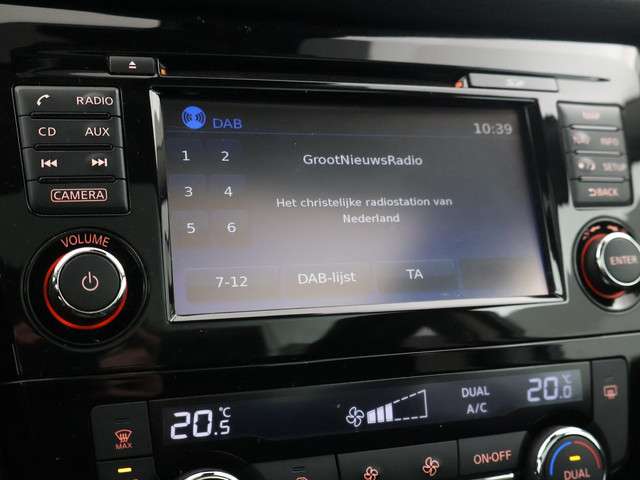 RADIO
CD AUX
CAMERA
VOLUME
DAB
10:39
1 2
3 4
5 6
GrootNieuwsRadio
Het christelijke radiostation van
Nederland
7-12 DAB-lijst TA
INFO
BACK
ENTER
MAX
20.5 °C
DUAL
A/C
20.0 °C
ON-OFF
DUAL